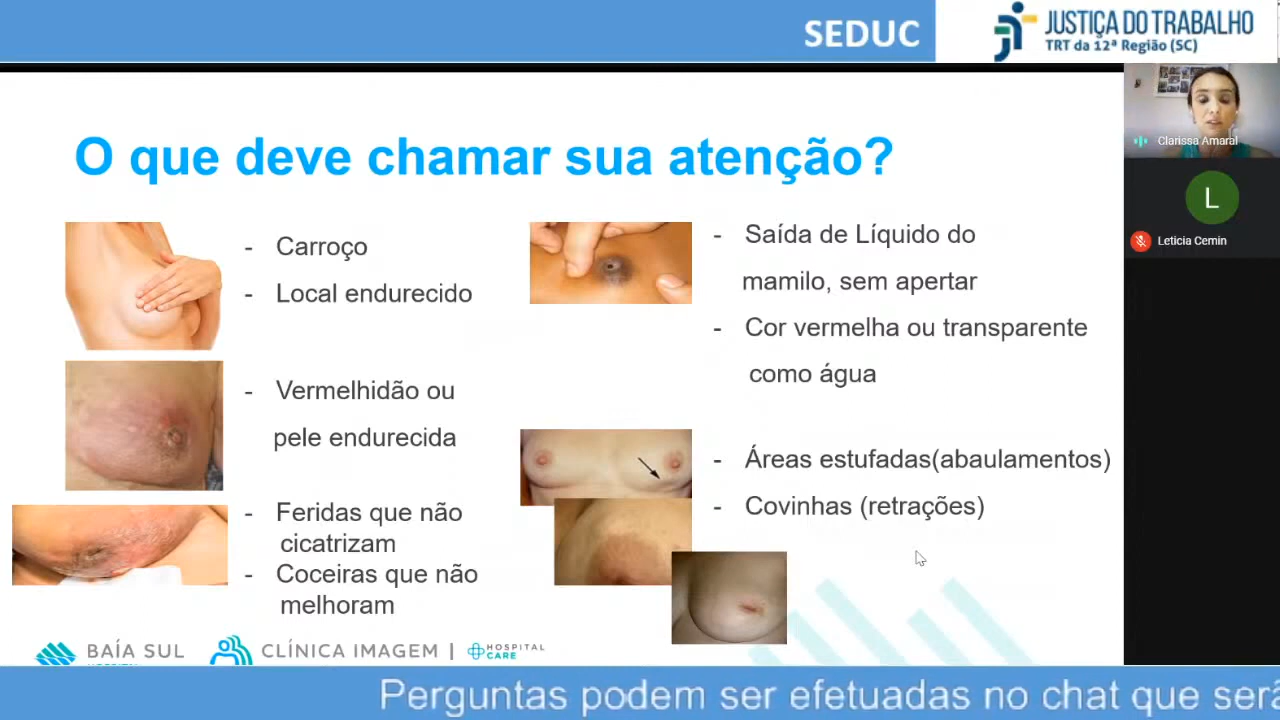 SEDUC
JUSTIÇA DO TRABALHO
TRT da 12ª Região (SC)
Clarissa Amaral
L
Leticia Cemin
O que deve chamar sua atenção?
- Carroço
- Local endurecido
- Vermelhidão ou
pele endurecida
- Feridas que não
cicatrizam
- Coceiras que não
melhoram
- Saída de Líquido do
mamilo, sem apertar
- Cor vermelha ou transparente
como água
- Áreas estufadas(abaulamentos)
- Covinhas (retrações)
BAÍA SUL
CLÍNICA IMAGEM |
HOSPITAL
CARE
Perguntas podem ser efetuadas no chat que será